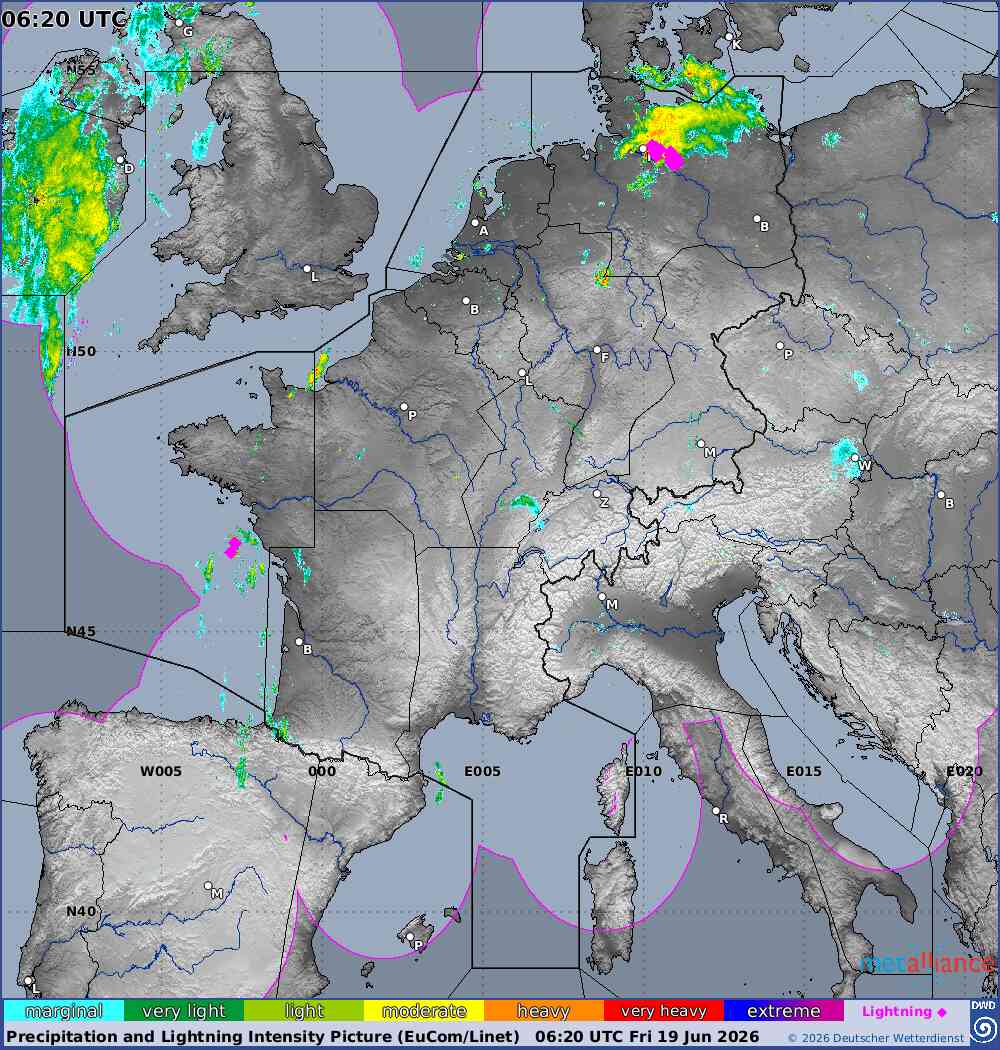 06:20 UTC
G
K
N55
D
A
B
L
B
N50
F
P
L
P
M
W
Z
B
M
N45
B
W005
000
E005
E010
E015
E020
R
M
N40
P
L
metalliance
marginal
very light
light
moderate
heavy
very heavy
extreme
Lightning ◆
DWD
Precipitation and Lightning Intensity Picture (EuCom/Linet) 06:20 UTC Fri 19 Jun 2026 © 2026 Deutscher Wetterdienst